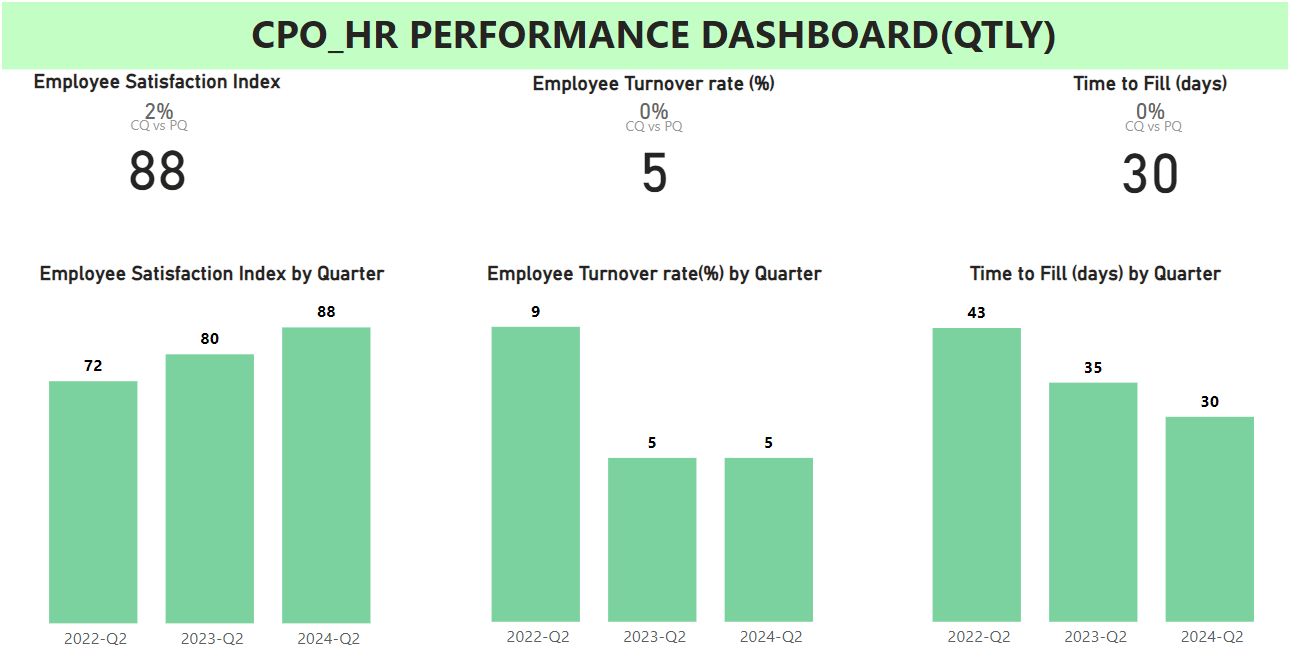 CPO_HR PERFORMANCE DASHBOARD(QTLY)
Employee Satisfaction Index
2%
CQ vs PQ
88
Employee Turnover rate (%)
0%
CQ vs PQ
5
Time to Fill (days)
0%
CQ vs PQ
30
Employee Satisfaction Index by Quarter
72
80
88
2022-Q2
2023-Q2
2024-Q2
Employee Turnover rate(%) by Quarter
9
5
5
2022-Q2
2023-Q2
2024-Q2
Time to Fill (days) by Quarter
43
35
30
2022-Q2
2023-Q2
2024-Q2